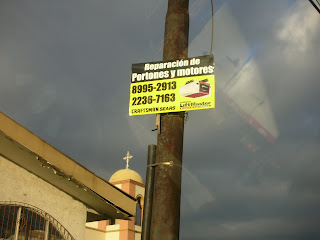 Reparación de
Portones y motores
8995-2913
2236-7163
LiftMaster
CRAFTSMAN SEARS